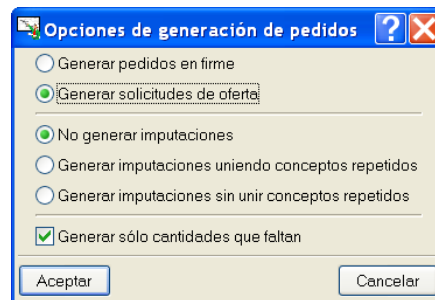 Opciones de generación de pedidos
Generar pedidos en firme
Generar solicitudes de oferta
No generar imputaciones
Generar imputaciones uniendo conceptos repetidos
Generar imputaciones sin unir conceptos repetidos
Generar sólo cantidades que faltan
Aceptar Cancelar